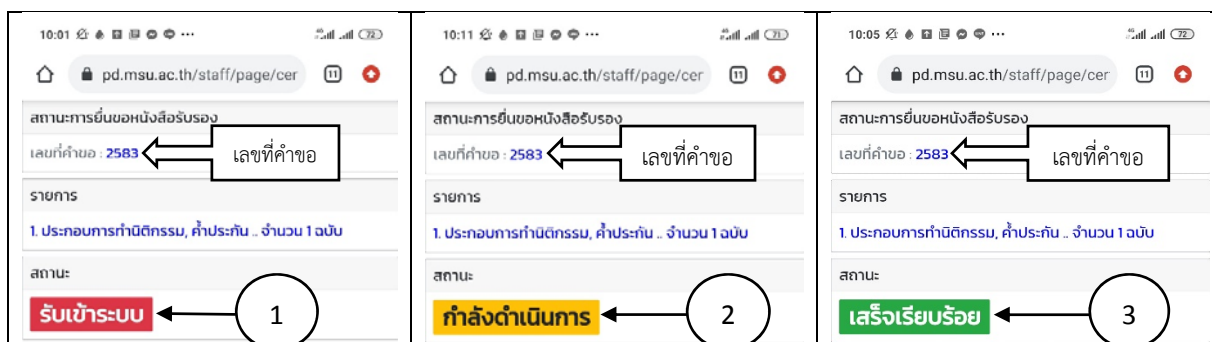 10:01 ... 72
pd.msu.ac.th/staff/page/cer 11
สถานะการยื่นขอหนังสือรับรอง
เลขที่คำขอ : 2583 เลขที่คำขอ
รายการ
1. ประกอบการทำนิติกรรม, ค้ำประกัน .. จำนวน 1 ฉบับ
สถานะ
รับเข้าระบบ 1
10:11 ... 71
pd.msu.ac.th/staff/page/cer 11
สถานะการยื่นขอหนังสือรับรอง
เลขที่คำขอ : 2583 เลขที่คำขอ
รายการ
1. ประกอบการทำนิติกรรม, ค้ำประกัน .. จำนวน 1 ฉบับ
สถานะ
กำลังดำเนินการ 2
10:05 ... 72
pd.msu.ac.th/staff/page/cer 11
สถานะการยื่นขอหนังสือรับรอง
เลขที่คำขอ : 2583 เลขที่คำขอ
รายการ
1. ประกอบการทำนิติกรรม, ค้ำประกัน .. จำนวน 1 ฉบับ
สถานะ
เสร็จเรียบร้อย 3